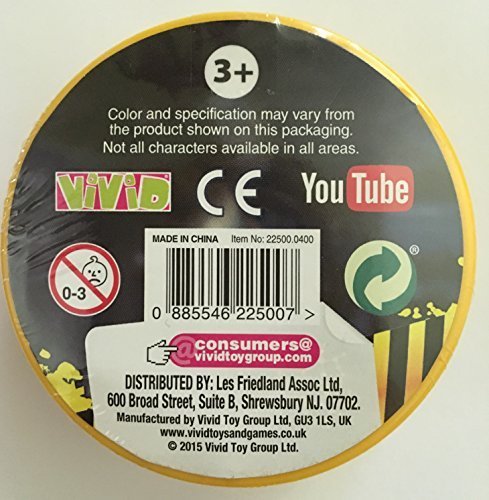 3+
Color and specification may vary from
the product shown on this packaging.
Not all characters available in all areas.
ViViD CE You Tube
MADE IN CHINA Item No: 22500.0400
0-3
®
0 885546 225007 >
@consumers@
vividtoygroup.com
DISTRIBUTED BY: Les Friedland Assoc Ltd,
600 Broad Street, Suite B, Shrewsbury NJ. 07702.
Manufactured by Vivid Toy Group Ltd, GU3 1LS, UK
www.vividtoysandgames.co.uk
© 2015 Vivid Toy Group Ltd.